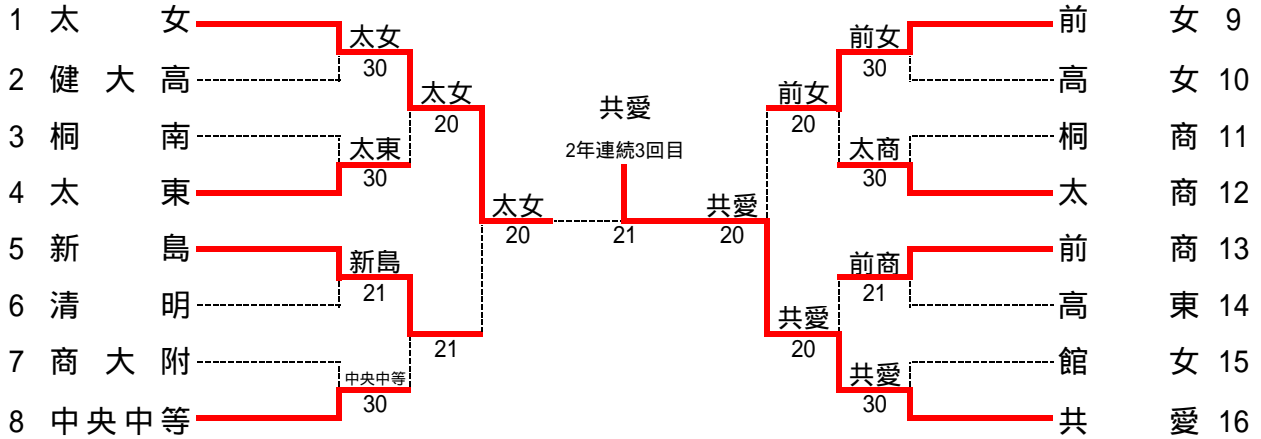 1 太 女
2 健 大 高
3 桐 南
4 太 東
5 新 島
6 清 明
7 商 大 附
8 中 央 中 等
太女
30
太東
30
新島
21
中央中等
30
太女
20
21
太女
20
共愛
2年連続3回目
21
共愛
20
前女
20
共愛
20
前女
30
太商
30
前商
21
共愛
30
前 女 9
高 女 10
桐 商 11
太 商 12
前 商 13
高 東 14
館 女 15
共 愛 16